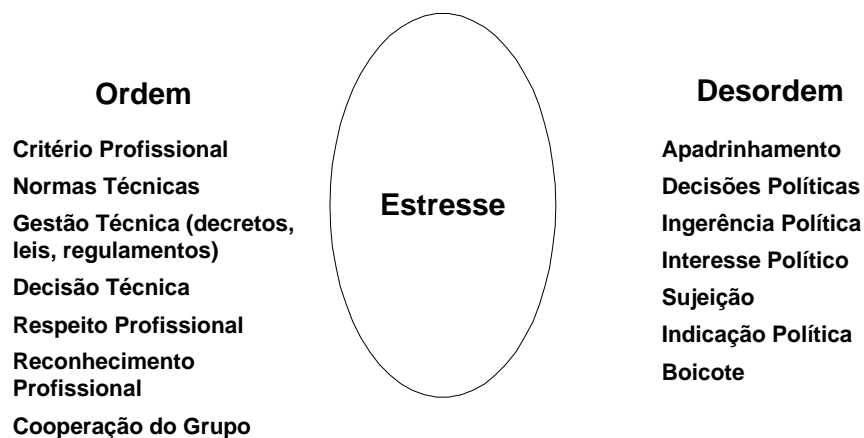 Ordem
Critério Profissional
Normas Técnicas
Gestão Técnica (decretos,
leis, regulamentos)
Decisão Técnica
Respeito Profissional
Reconhecimento
Profissional
Cooperação do Grupo
Estresse
Desordem
Apadrinhamento
Decisões Políticas
Ingerência Política
Interesse Político
Sujeição
Indicação Política
Boicote